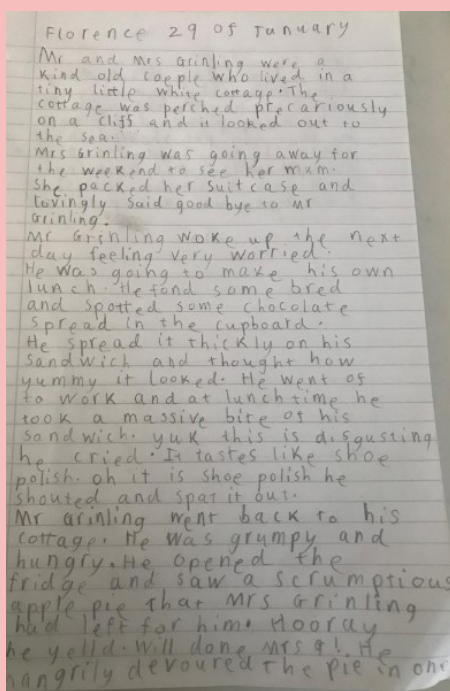 Florence 29 of January
Mr and Mrs Grinling were a
kind old coeple who lived in a
tiny little white cottage. The
cottage was perched precariously
on a cliff and it looked out to
the sea.
Mrs Grinling was going away for
the weekend to see her mum.
She packed her suitcase and
lovingly said good bye to Mr
Grinling.
Mr Grinling woke up the next
day feeling very worried.
He was going to make his own
lunch. He fond some bred
and spotted some chocolate
spread in the cupboard.
He spread it thickly on his
sandwich and thought how
yummy it looked. He went of
to work and at lunchtime he
took a massive bite of his
sandwich. yuk this is disgusting
he cried. It tastes like shoe
polish. oh it is shoe polish he
shouted and spat it out.
Mr Grinling went back to his
cottage. He was grumpy and
hungry. He opened the
fridge and saw a scrumptious
apple pie that Mrs Grinling
had left for him. Hooray
he yelld. Will done Mrs g!. He
hangrily devoured the pie in one